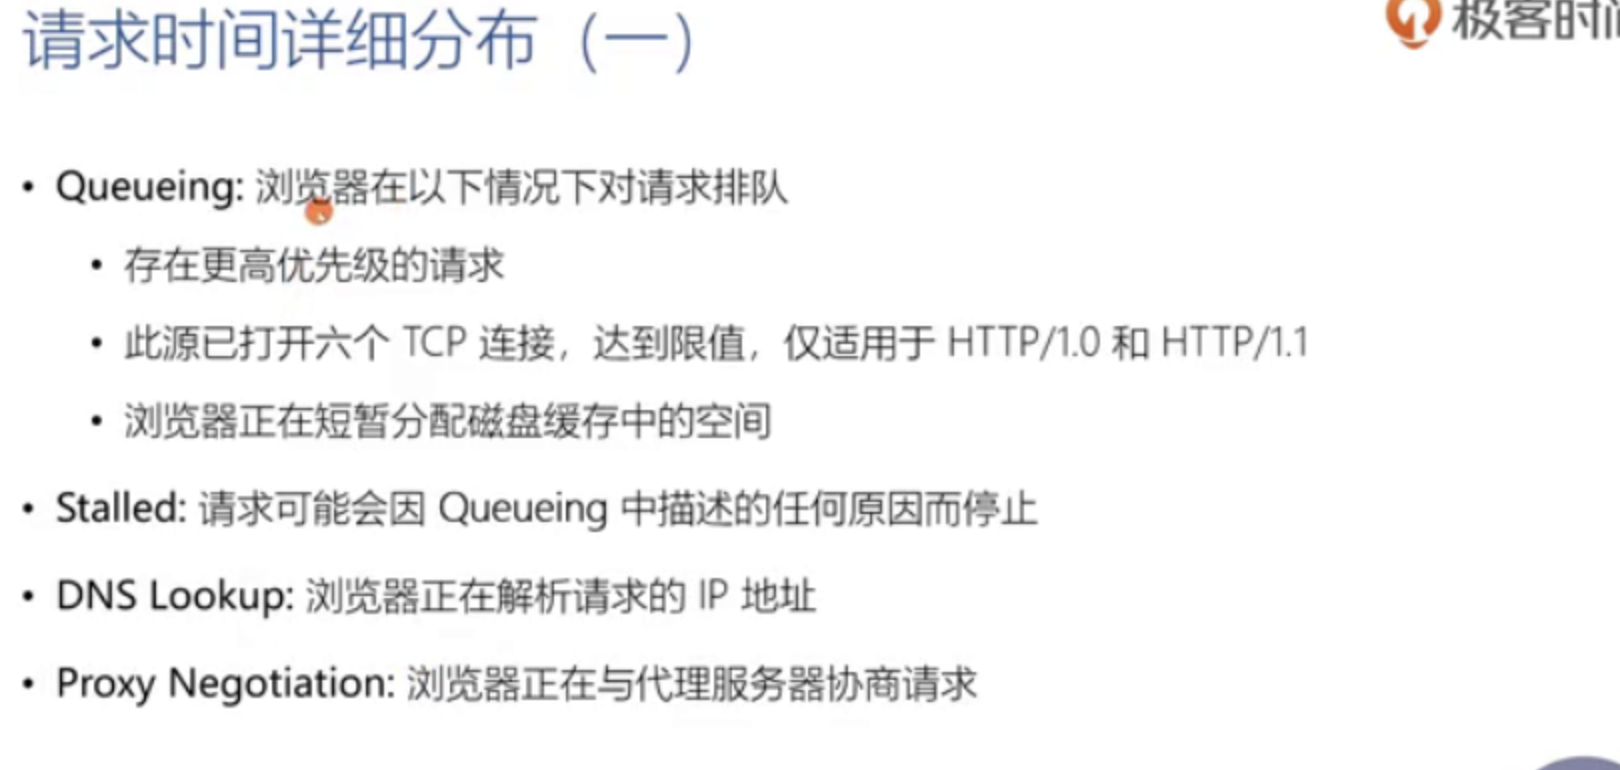 请求时间详细分布（一）
极客时间
• Queueing: 浏览器在以下情况下对请求排队
• 存在更高优先级的请求
• 此源已打开六个 TCP 连接，达到限值，仅适用于 HTTP/1.0 和 HTTP/1.1
• 浏览器正在短暂分配磁盘缓存中的空间
• Stalled: 请求可能会因 Queueing 中描述的任何原因而停止
• DNS Lookup: 浏览器正在解析请求的 IP 地址
• Proxy Negotiation: 浏览器正在与代理服务器协商请求